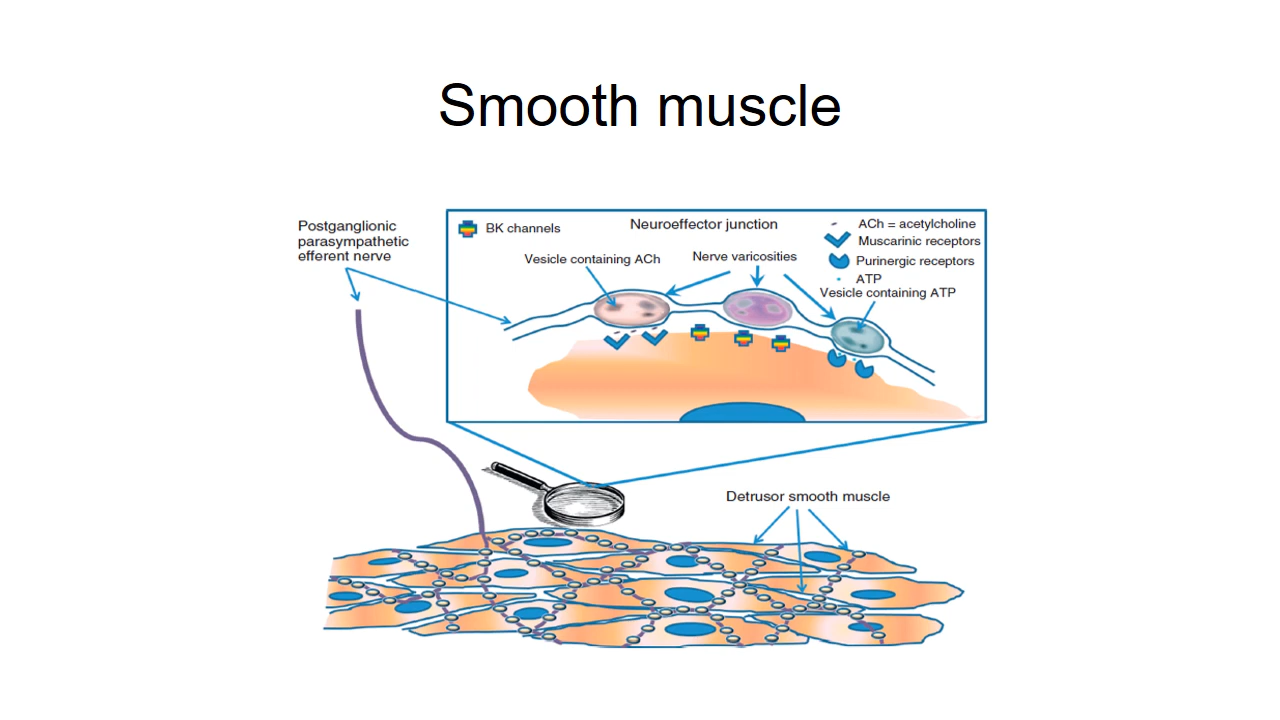 Smooth muscle
Postganglionic
parasympathetic
efferent nerve
BK channels
Neuroeffector junction
ACh = acetylcholine
Muscarinic receptors
Purinergic receptors
ATP
Vesicle containing ACh
Nerve varicosities
Vesicle containing ATP
Detrusor smooth muscle